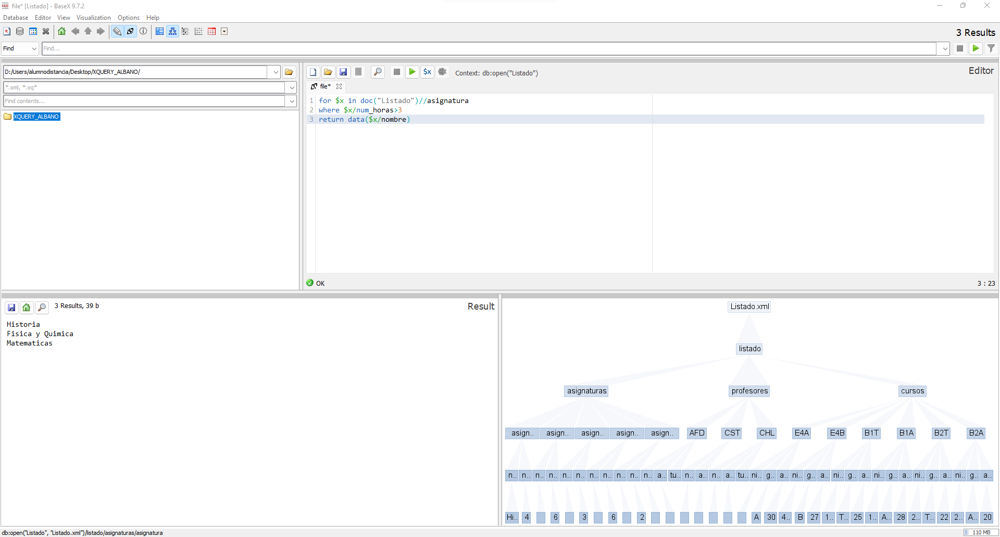 file* [Listado] - BaseX 9.7.2
Database Editor View Visualization Options Help
3 Results
Find Find...
D:/Users/alumnodistancia/Desktop/XQUERY_ALBANO/
*.xml, *.xq*
Find contents...
XQUERY_ALBANO
$x Context: db:open("Listado") Editor
file*
1 for $x in doc("Listado")//asignatura
2 where $x/num_horas>3
3 return data($x/nombre)
OK 3 : 23
3 Results, 39 b Result
Historia
Fisica y Quimica
Matematicas
Listado.xml
listado
asignaturas profesores cursos
asign.. asign.. asign.. asign.. asign.. AFD CST CHL E4A E4B B1T B1A B2T B2A
n.. n.. n.. n.. n.. n.. n.. n.. n.. n.. n.. a.. tu.. n.. a.. n.. a.. tu.. ni.. g.. a.. ni.. g.. a.. ni.. g.. a.. ni.. g.. a.. ni.. g.. a.. ni.. g.. a..
Hi.. 4 6 3 6 2 A 30 4.. B 27 1.. T.. 25 1.. A.. 28 2.. T.. 22 2.. A.. 20
db:open("Listado", "Listado.xml")/listado/asignaturas/asignatura
110 MB